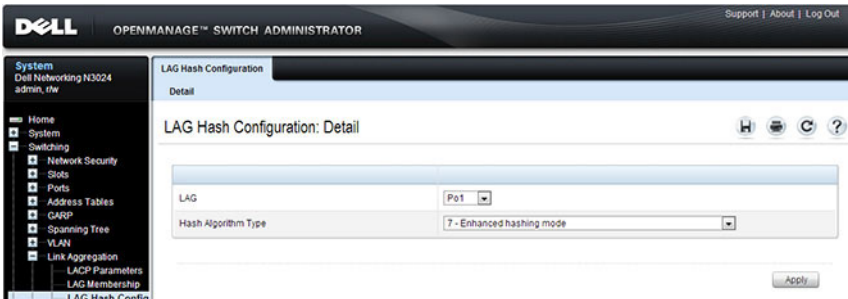 Support | About | Log Out
DELL OPENMANAGE™ SWITCH ADMINISTRATOR
System
Dell Networking N3024
admin, r/w
Home
System
Switching
Network Security
Slots
Ports
Address Tables
GARP
Spanning Tree
VLAN
Link Aggregation
LACP Parameters
LAG Membership
LAG Hash Config
LAG Hash Configuration
Detail
LAG Hash Configuration: Detail
?
LAG Po1
Hash Algorithm Type 7 - Enhanced hashing mode
Apply